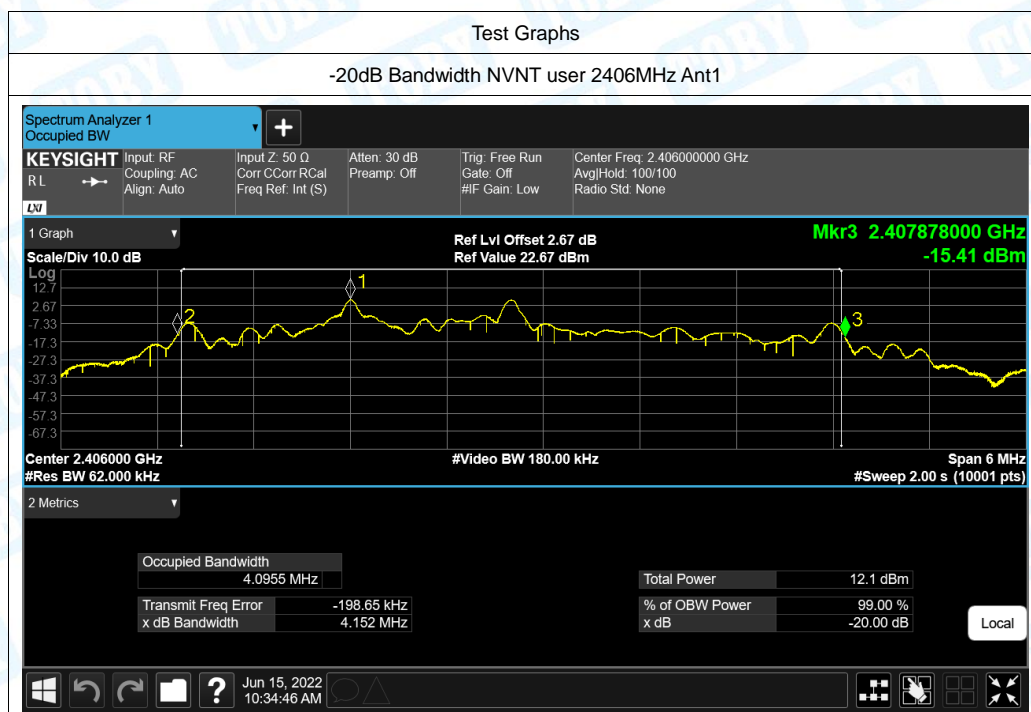 Test Graphs
-20dB Bandwidth NVNT user 2406MHz Ant1
Spectrum Analyzer 1
Occupied BW
KEYSIGHT
R L
LXI
Input: RF
Coupling: AC
Align: Auto
Input Z: 50 Ω
Corr CCorr RCal
Freq Ref: Int (S)
Atten: 30 dB
Preamp: Off
Trig: Free Run
Gate: Off
#IF Gain: Low
Center Freq: 2.406000000 GHz
Avg|Hold: 100/100
Radio Std: None
1 Graph
Scale/Div 10.0 dB
Ref Lvl Offset 2.67 dB
Ref Value 22.67 dBm
Mkr3 2.407878000 GHz
-15.41 dBm
Log
12.7
2.67
-7.33
-17.3
-27.3
-37.3
-47.3
-57.3
-67.3
1
2
3
Center 2.406000 GHz
#Video BW 180.00 kHz
Span 6 MHz
#Res BW 62.000 kHz
#Sweep 2.00 s (10001 pts)
2 Metrics
Occupied Bandwidth
4.0955 MHz
Transmit Freq Error -198.65 kHz
x dB Bandwidth 4.152 MHz
Total Power 12.1 dBm
% of OBW Power 99.00 %
x dB -20.00 dB
Local
?
Jun 15, 2022
10:34:46 AM
TOBY